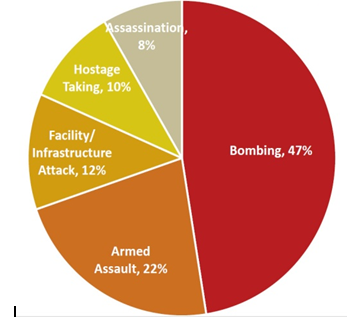 Assassination,
8%
Hostage
Taking, 10%
Facility/
Infrastructure
Attack, 12%
Bombing, 47%
Armed
Assault, 22%